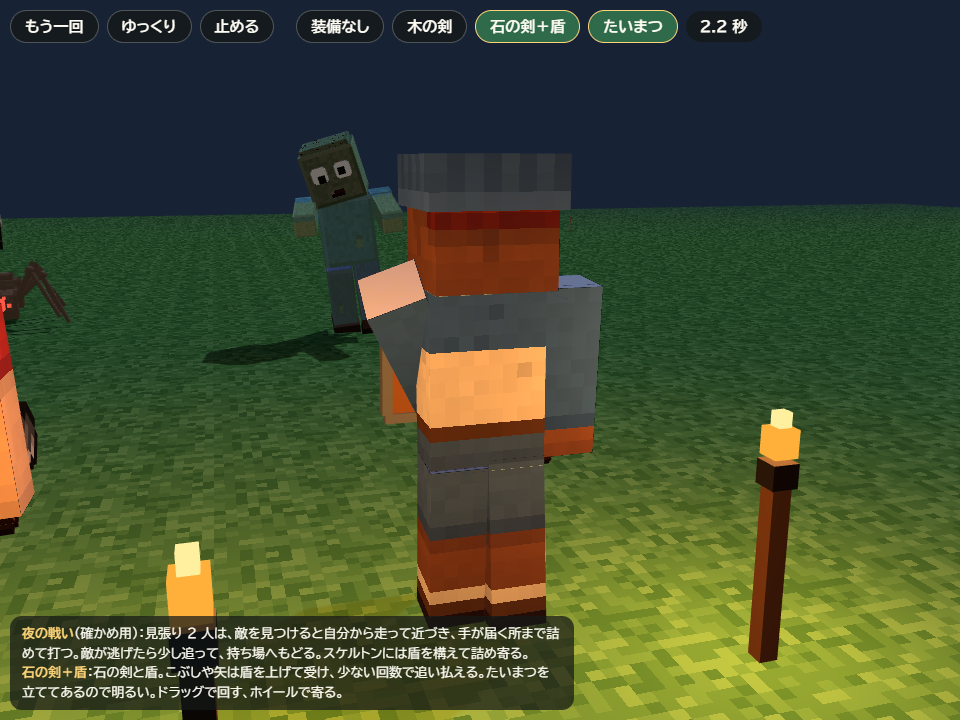 もう一回 ゆっくり 止める 装備なし 木の剣 石の剣＋盾 たいまつ 2.2 秒
夜の戦い（確かめ用）：見張り 2 人は、敵を見つけると自分から走って近づき、手が届く所まで詰
めて打つ。敵が逃げたら少し追って、持ち場へもどる。スケルトンには盾を構えて詰め寄る。
石の剣＋盾：石の剣と盾。こぶしや矢は盾を上げて受け、少ない回数で追い払える。たいまつを
立ててあるので明るい。ドラッグで回す、ホイールで寄る。